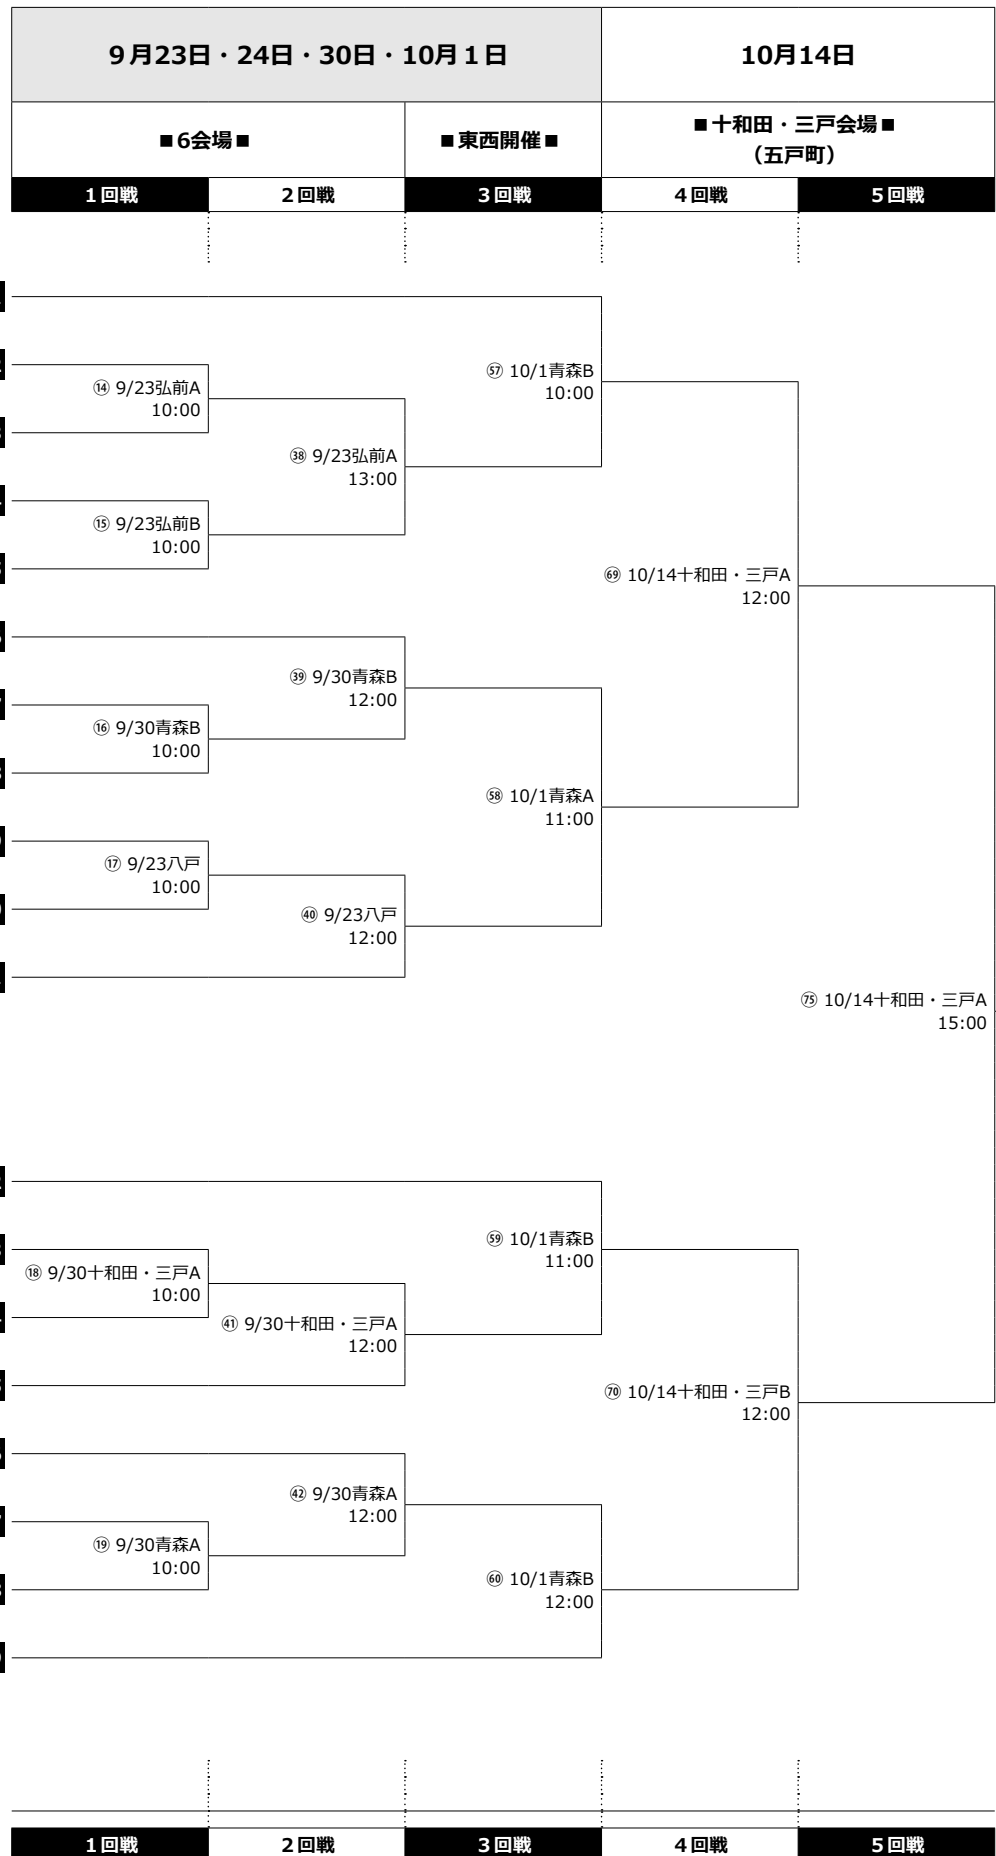 ９月23日・24日・30日・10月１日
10月14日
■6会場■
■東西開催■
■十和田・三戸会場■
（五戸町）
１回戦
２回戦
３回戦
４回戦
５回戦
㊼ 10/1青森B
10:00
⑭ 9/23弘前A
10:00
㊳ 9/23弘前A
13:00
⑮ 9/23弘前B
10:00
10/14十和田・三戸A
12:00
㊴ 9/30青森B
12:00
⑯ 9/30青森B
10:00
10/1青森A
11:00
⑰ 9/23八戸
10:00
㊵ 9/23八戸
12:00
10/14十和田・三戸A
15:00
10/1青森B
11:00
⑱ 9/30十和田・三戸A
10:00
㊶ 9/30十和田・三戸A
12:00
10/14十和田・三戸B
12:00
㊷ 9/30青森A
12:00
⑲ 9/30青森A
10:00
10/1青森B
12:00
１回戦
２回戦
３回戦
４回戦
５回戦